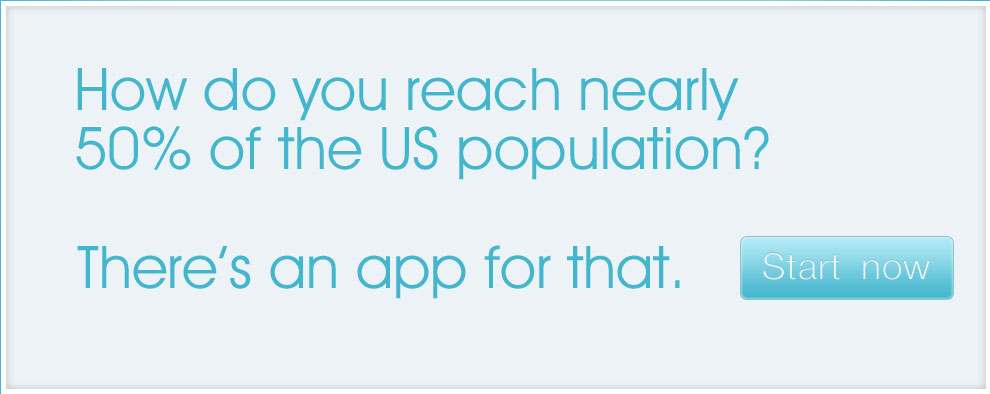 How do you reach nearly
50% of the US population?
There's an app for that.
Start now